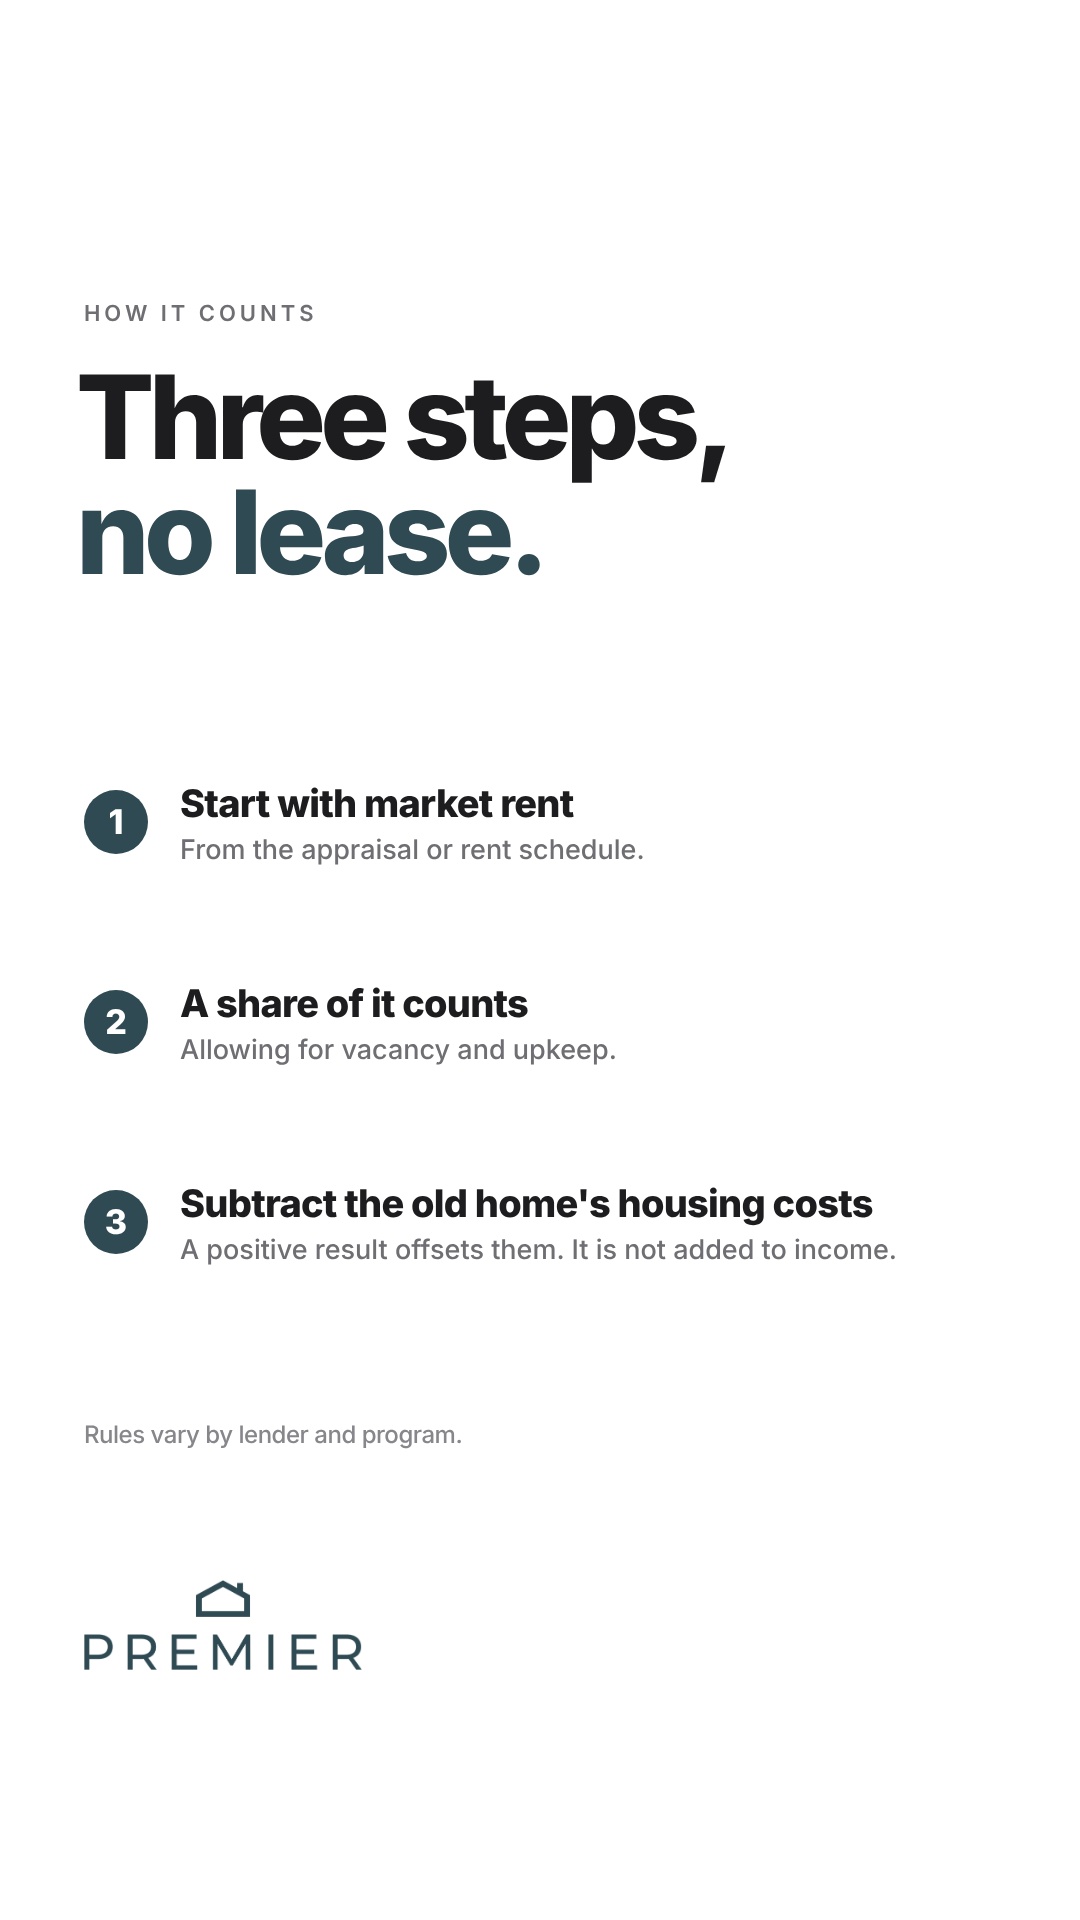 HOW IT COUNTS
Three steps,
no lease.
1
Start with market rent
From the appraisal or rent schedule.
2
A share of it counts
Allowing for vacancy and upkeep.
3
Subtract the old home's housing costs
A positive result offsets them. It is not added to income.
Rules vary by lender and program.
PREMIER